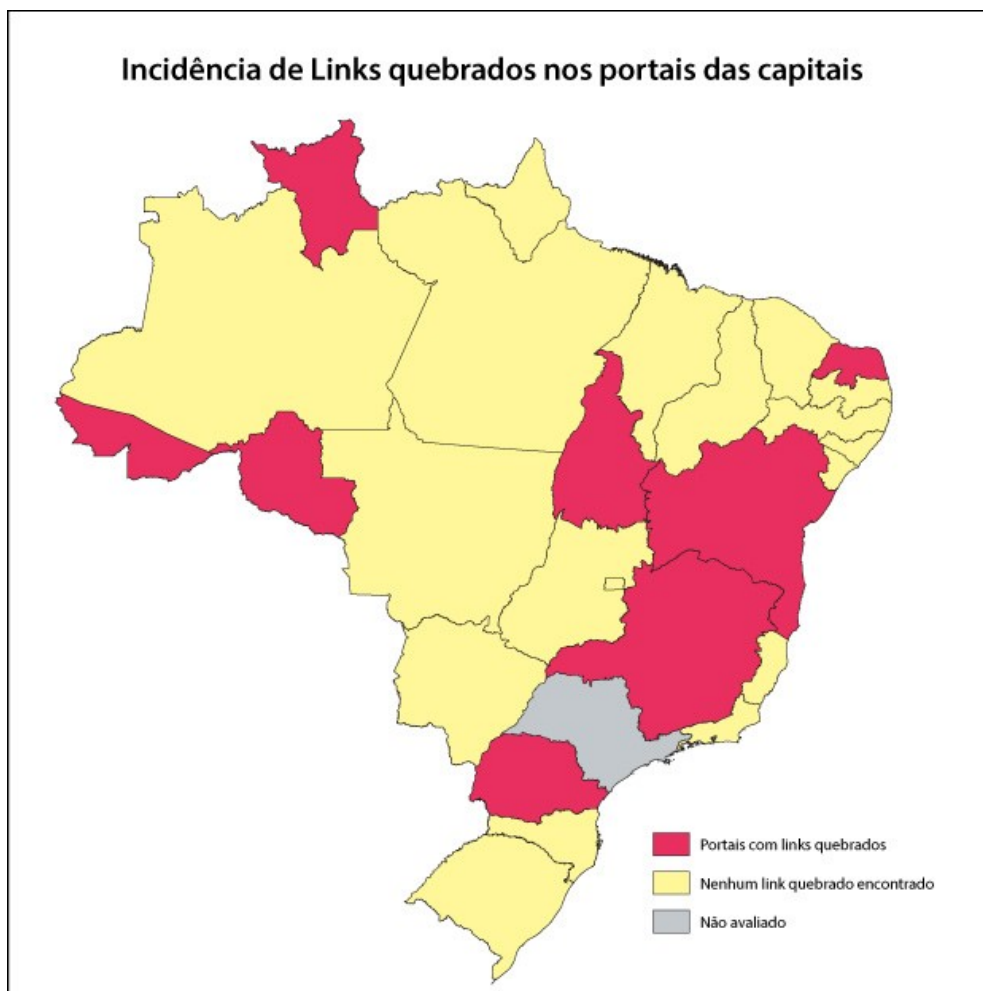 Incidência de Links quebrados nos portais das capitais
Portais com links quebrados
Nenhum link quebrado encontrado
Não avaliado